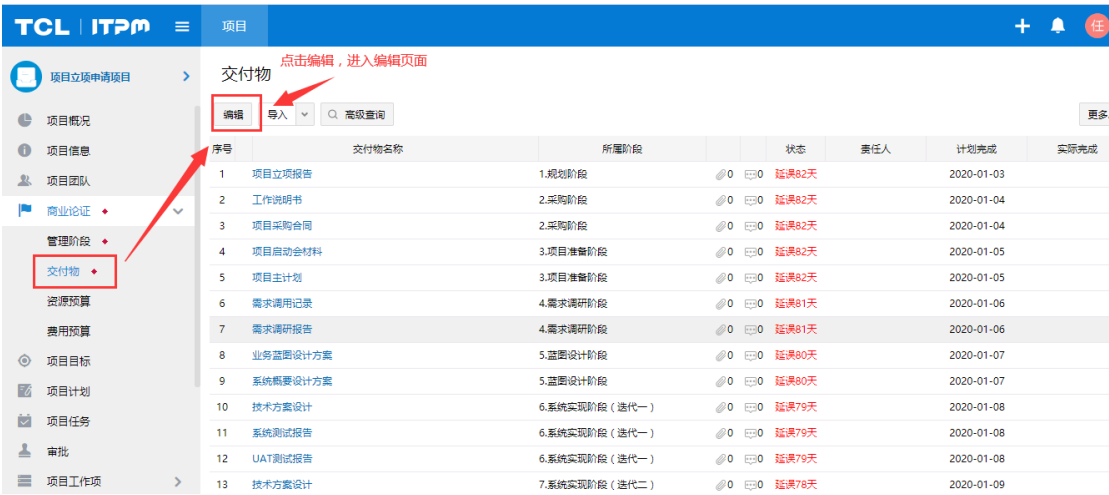 TCL ITPM 项目 任
项目立项申请项目
交付物
点击编辑，进入编辑页面
编辑 导入 高级查询 更多
项目概况
项目信息
项目团队
商业论证
管理阶段
交付物
资源预算
费用预算
项目目标
项目计划
项目任务
审批
项目工作项
序号 交付物名称 所属阶段 状态 责任人 计划完成 实际完成
1 项目立项报告 1.规划阶段 0 0 延误82天 2020-01-03
2 工作说明书 2.采购阶段 0 0 延误82天 2020-01-04
3 项目采购合同 2.采购阶段 0 0 延误82天 2020-01-04
4 项目启动会材料 3.项目准备阶段 0 0 延误82天 2020-01-05
5 项目主计划 3.项目准备阶段 0 0 延误82天 2020-01-05
6 需求调用记录 4.需求调研阶段 0 0 延误81天 2020-01-06
7 需求调研报告 4.需求调研阶段 0 0 延误81天 2020-01-06
8 业务蓝图设计方案 5.蓝图设计阶段 0 0 延误80天 2020-01-07
9 系统概要设计方案 5.蓝图设计阶段 0 0 延误80天 2020-01-07
10 技术方案设计 6.系统实现阶段（迭代一） 0 0 延误79天 2020-01-08
11 系统测试报告 6.系统实现阶段（迭代一） 0 0 延误79天 2020-01-08
12 UAT测试报告 6.系统实现阶段（迭代一） 0 0 延误79天 2020-01-08
13 技术方案设计 7.系统实现阶段（迭代二） 0 0 延误78天 2020-01-09